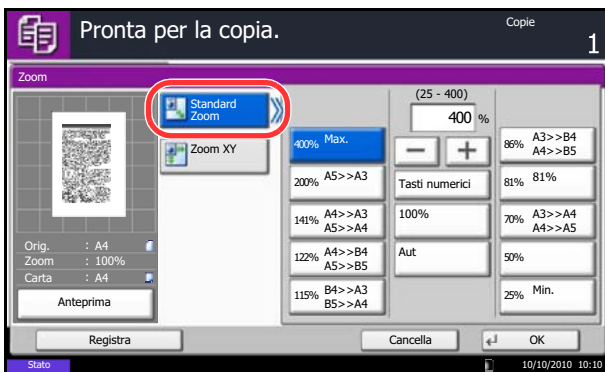 Pronta per la copia.
Copie
1
Zoom
Standard
Zoom
Zoom XY
(25 - 400)
400 %
400% Max.
200% A5>>A3
141% A4>>A3
A5>>A4
122% A4>>B4
A5>>B5
115% B4>>A3
B5>>A4
Tasti numerici
100%
Aut
86% A3>>B4
A4>>B5
81% 81%
70% A3>>A4
A4>>A5
50%
25% Min.
Orig. : A4
Zoom : 100%
Carta : A4
Anteprima
Registra
Cancella
OK
Stato
10/10/2010 10:10